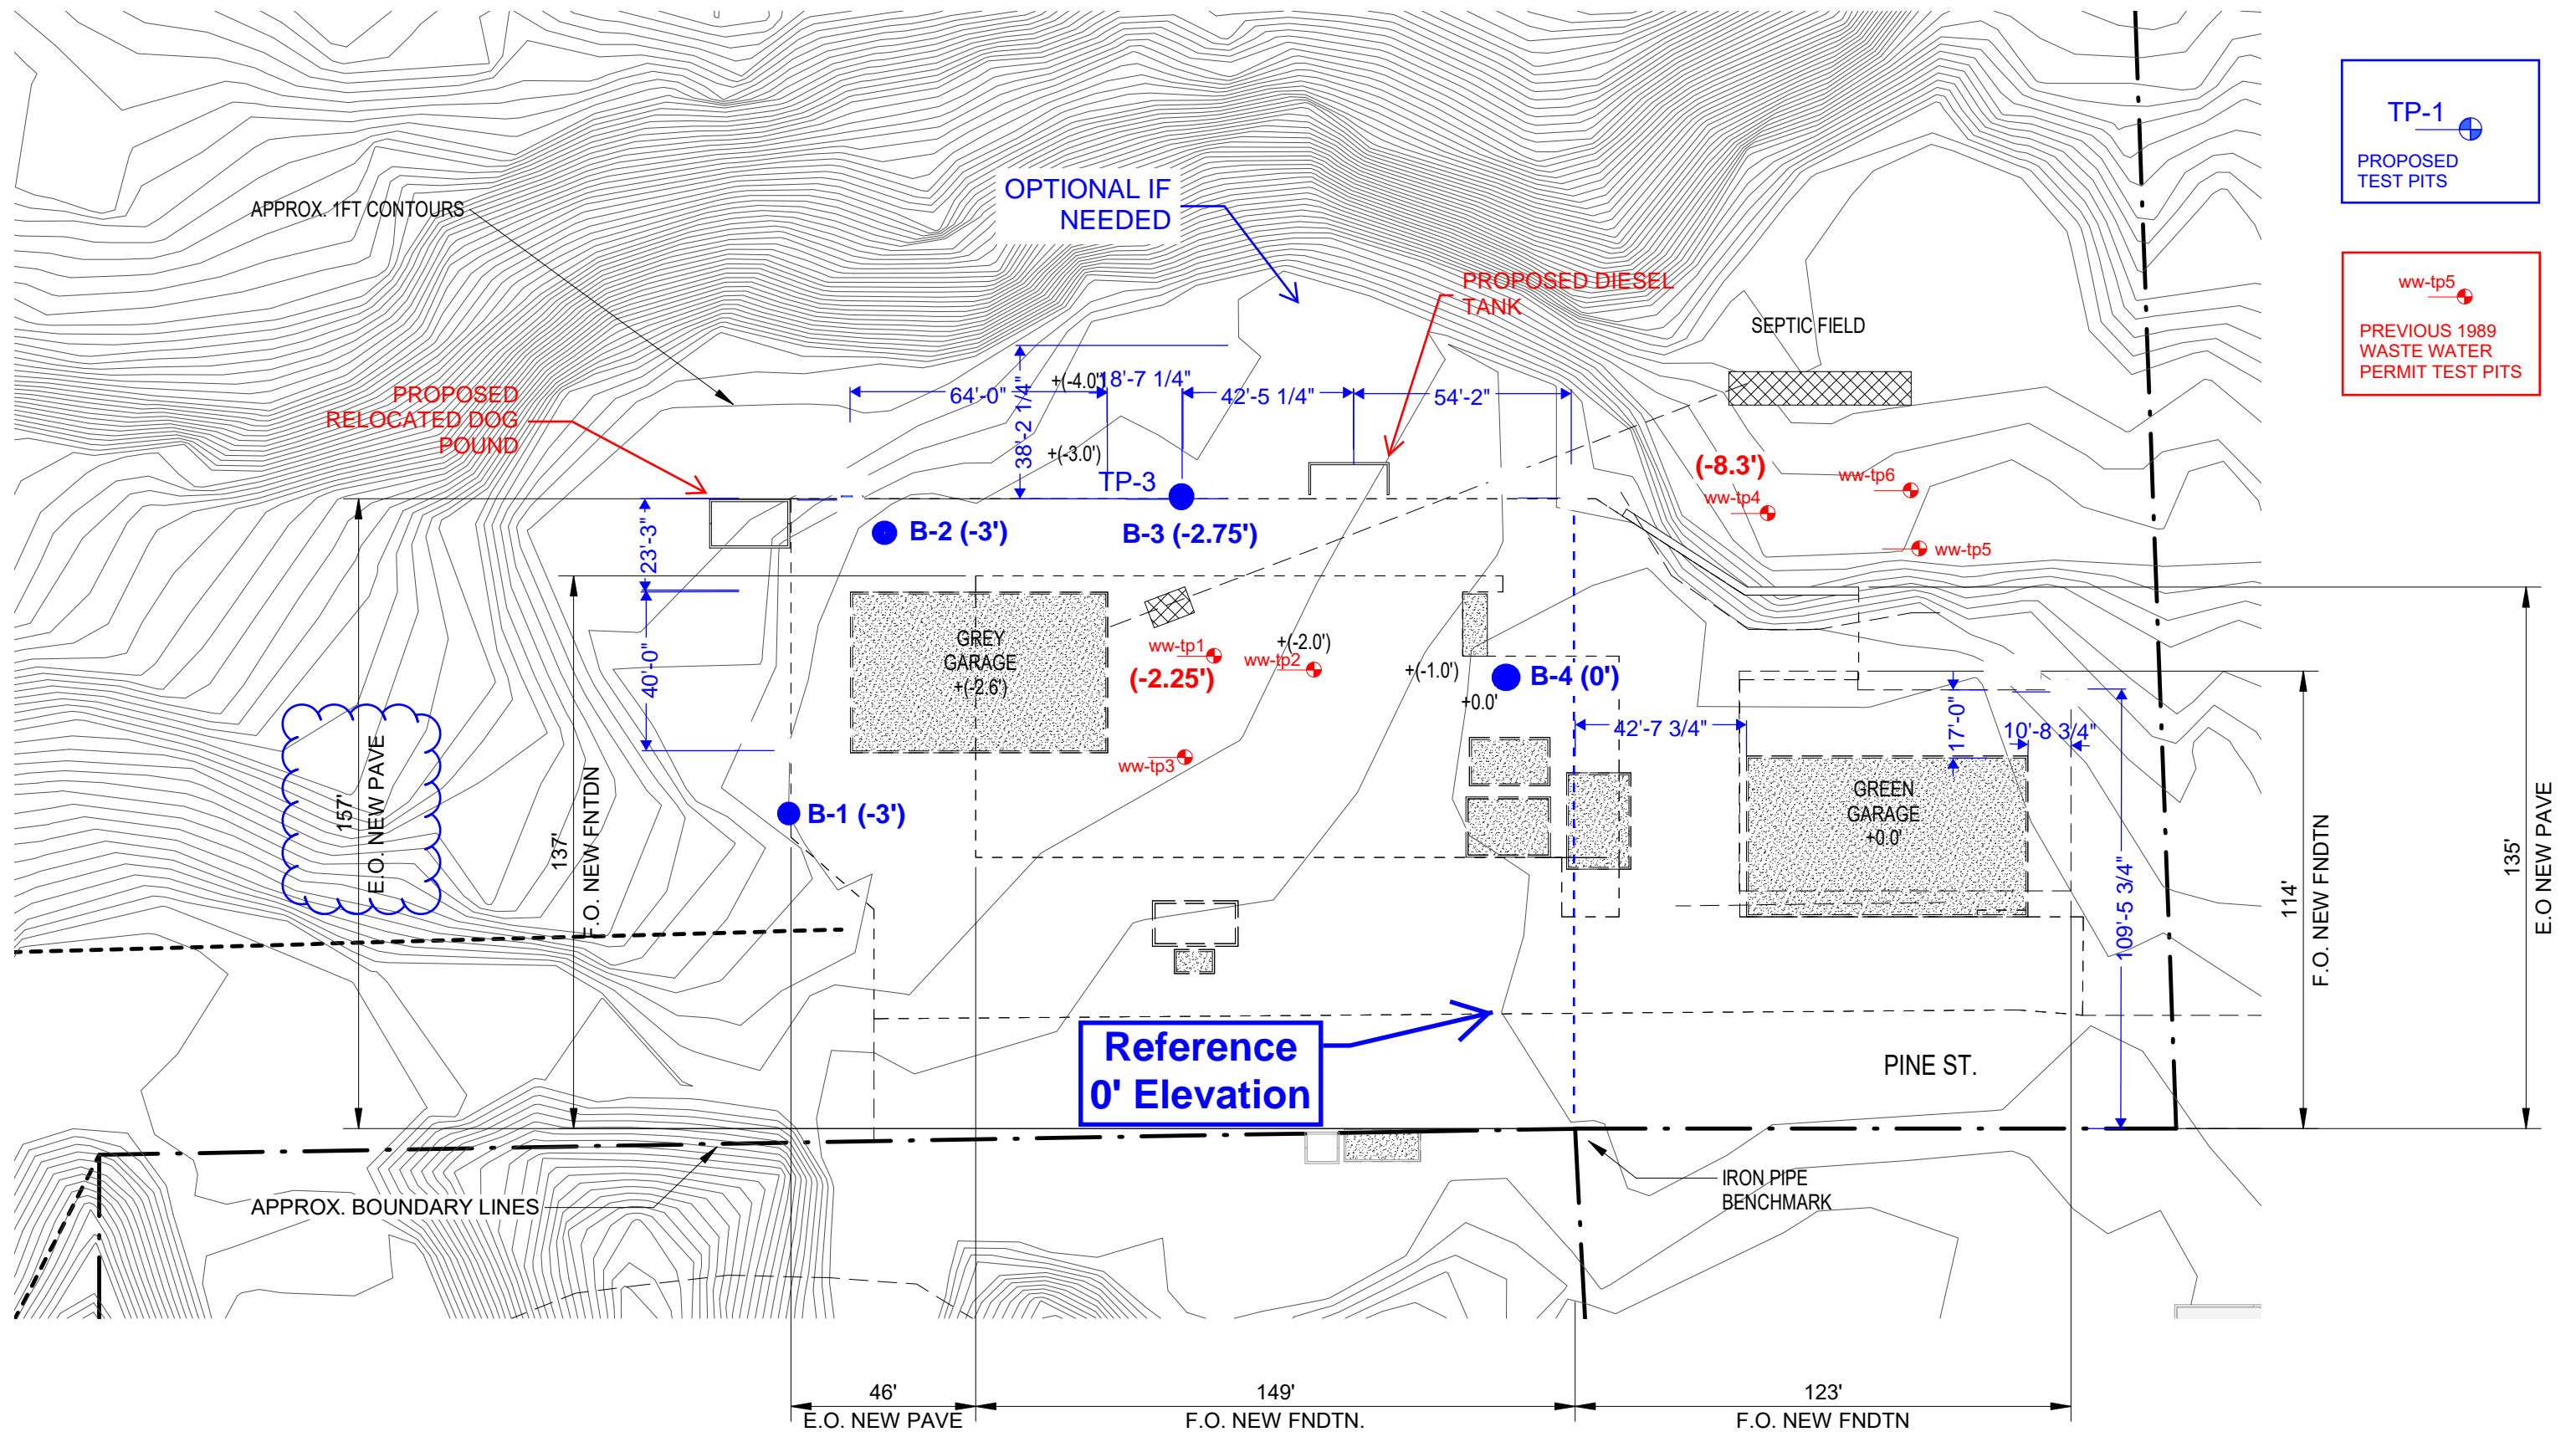 TP-1
PROPOSED
TEST PITS
ww-tp5
PREVIOUS 1989
WASTE WATER
PERMIT TEST PITS
OPTIONAL IF
NEEDED
APPROX. 1FT CONTOURS
PROPOSED DIESEL
TANK
SEPTIC FIELD
PROPOSED
RELOCATED DOG
POUND
+(-4.0')
18'-7 1/4"
64'-0"
42'-5 1/4"
54'-2"
38'-2 1/4"
+(-3.0')
TP-3
(-8.3')
ww-tp4
ww-tp6
ww-tp5
B-2 (-3')
B-3 (-2.75')
23'-3"
40'-0"
GREY
GARAGE
+(-2.6')
ww-tp1
(-2.25')
ww-tp2
+(-2.0')
+(-1.0')
+0.0'
B-4 (0')
42'-7 3/4"
17'-0"
10'-8 3/4"
ww-tp3
B-1 (-3')
GREEN
GARAGE
+0.0'
157'
E.O. NEW PAVE
137'
F.O. NEW FNTDN
109'-5 3/4"
114'
F.O. NEW FNDTN
135'
E.O NEW PAVE
Reference
0' Elevation
PINE ST.
IRON PIPE
BENCHMARK
APPROX. BOUNDARY LINES
46'
E.O. NEW PAVE
149'
F.O. NEW FNDTN.
123'
F.O. NEW FNDTN